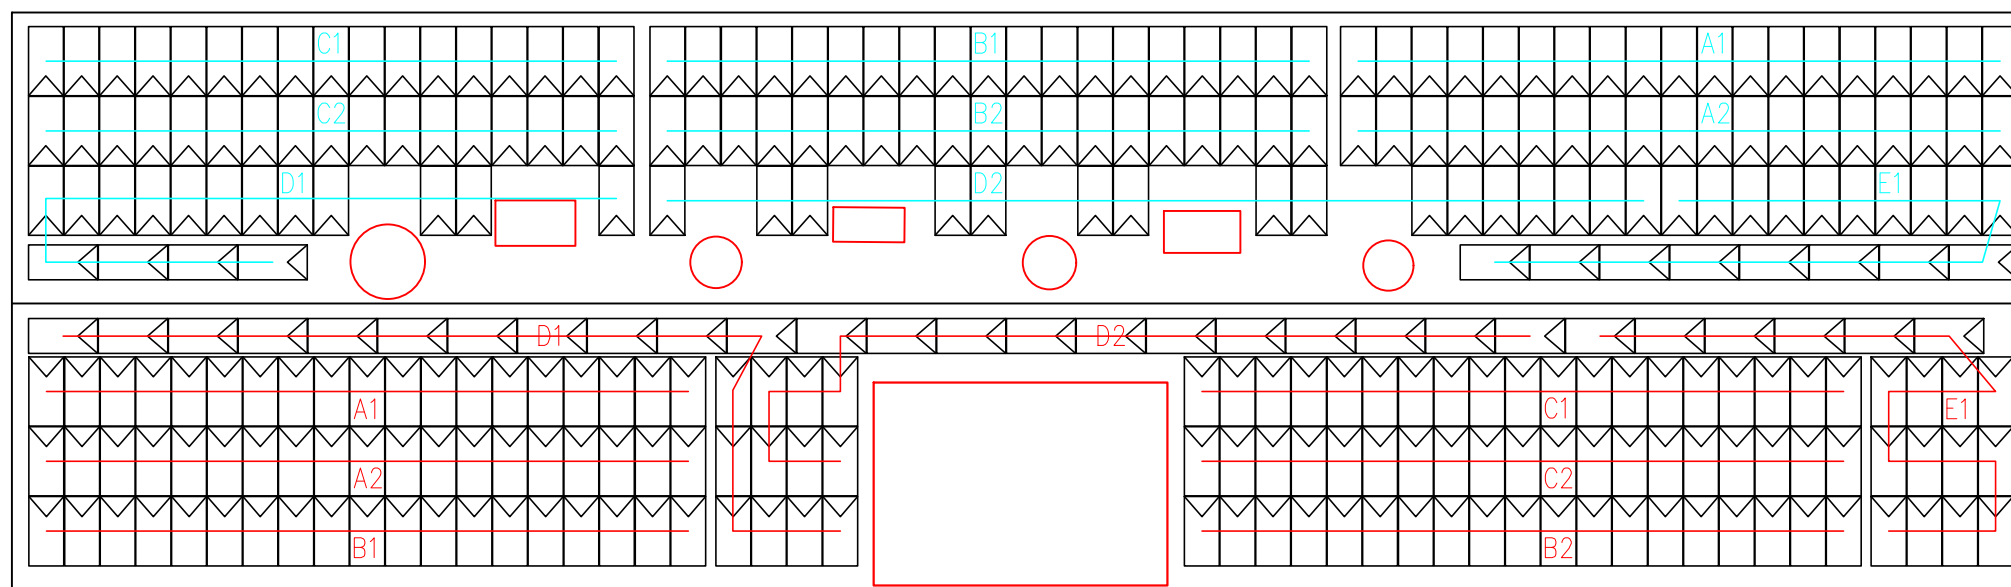 C1 B1 A1
C2 B2 A2
D1 D2 E1
D1 D2
A1 C1 E1
A2 C2
B1 B2